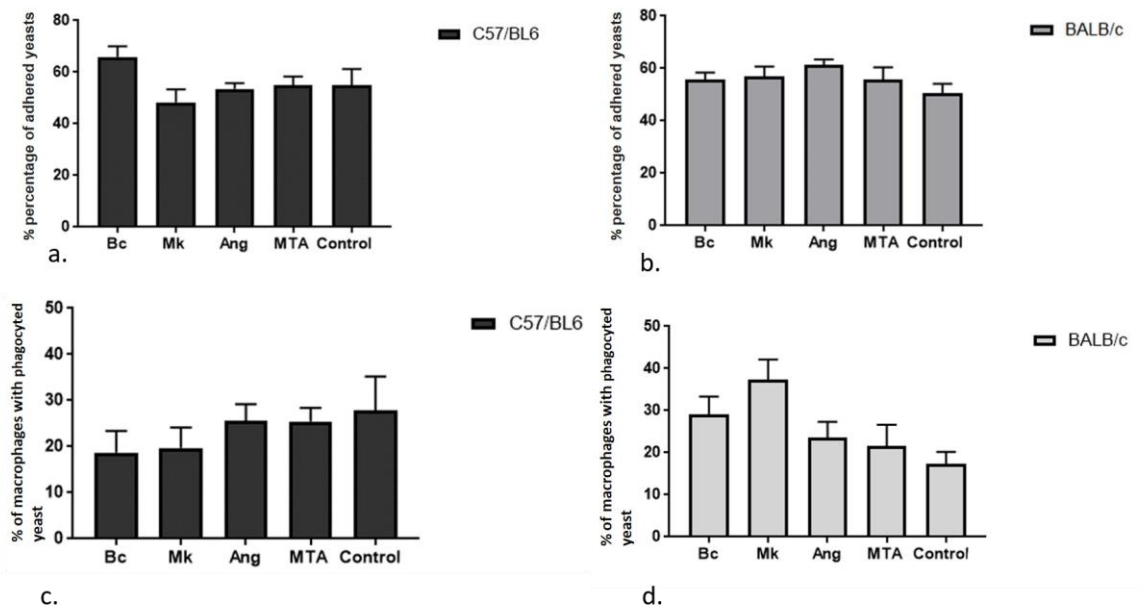 % percentage of adhered yeasts
80
60
40
20
0
Bc Mk Ang MTA Control
C57/BL6
a.
% percentage of adhered yeasts
80
60
40
20
0
Bc Mk Ang MTA Control
BALB/c
b.
% of macrophages with phagocyted
yeast
50
40
30
20
10
0
Bc Mk Ang MTA Control
C57/BL6
c.
% of macrophages with phagocyted
yeast
50
40
30
20
10
0
Bc Mk Ang MTA Control
BALB/c
d.